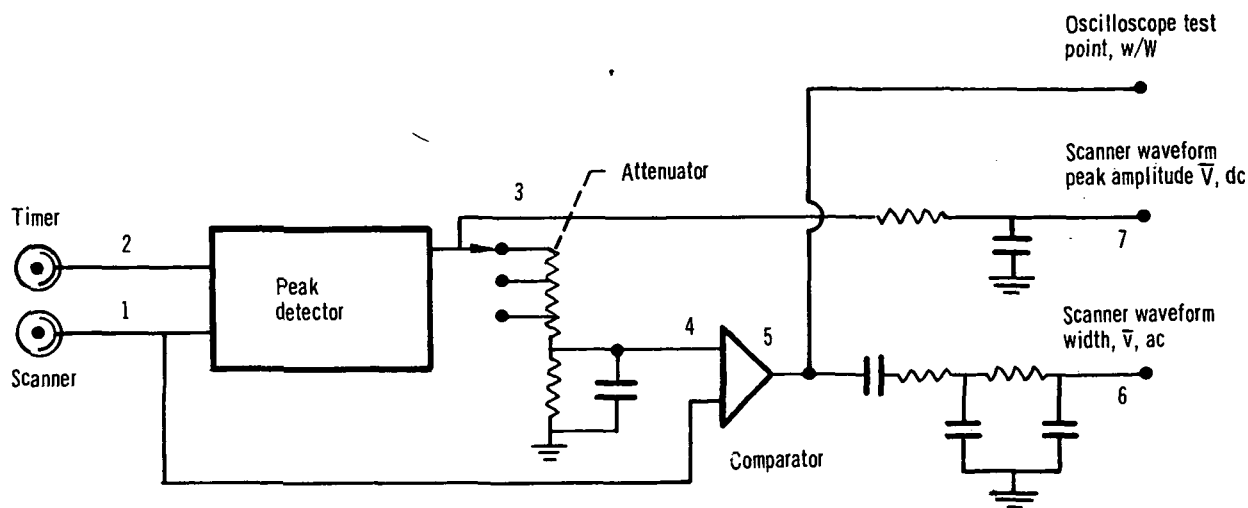 Oscilloscope test
point, w/W
Scanner waveform
peak amplitude V̅, dc
Attenuator
3
Timer
2
7
Peak
detector
1
4
5
Scanner waveform
width, v̅, ac
Scanner
6
Comparator